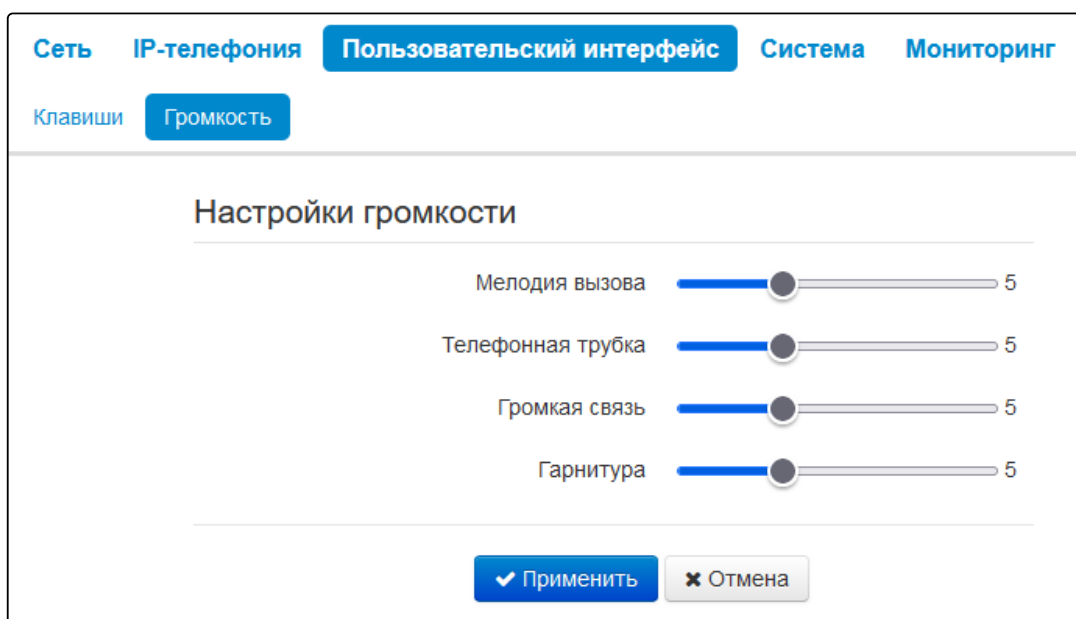 Сеть IP-телефония Пользовательский интерфейс Система Мониторинг
Клавиши Громкость
Настройки громкости
Мелодия вызова 5
Телефонная трубка 5
Громкая связь 5
Гарнитура 5
Применить Отмена